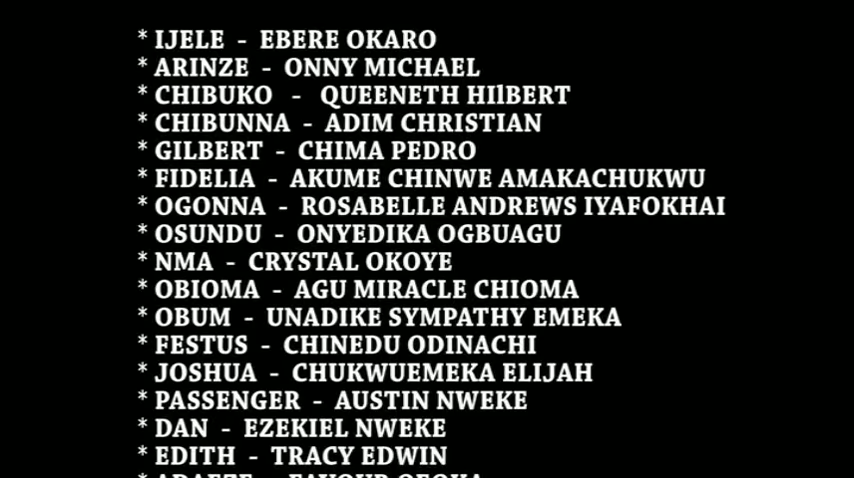 * IJELE - EBERE OKARO
* ARINZE - ONNY MICHAEL
* CHIBUKO - QUEENETH HIlBERT
* CHIBUNNA - ADIM CHRISTIAN
* GILBERT - CHIMA PEDRO
* FIDELIA - AKUME CHINWE AMAKACHUKWU
* OGONNA - ROSABELLE ANDREWS IYAFOKHAI
* OSUNDU - ONYEDIKA OGBUAGU
* NMA - CRYSTAL OKOYE
* OBIOMA - AGU MIRACLE CHIOMA
* OBUM - UNADIKE SYMPATHY EMEKA
* FESTUS - CHINEDU ODINACHI
* JOSHUA - CHUKWUEMEKA ELIJAH
* PASSENGER - AUSTIN NWEKE
* DAN - EZEKIEL NWEKE
* EDITH - TRACY EDWIN